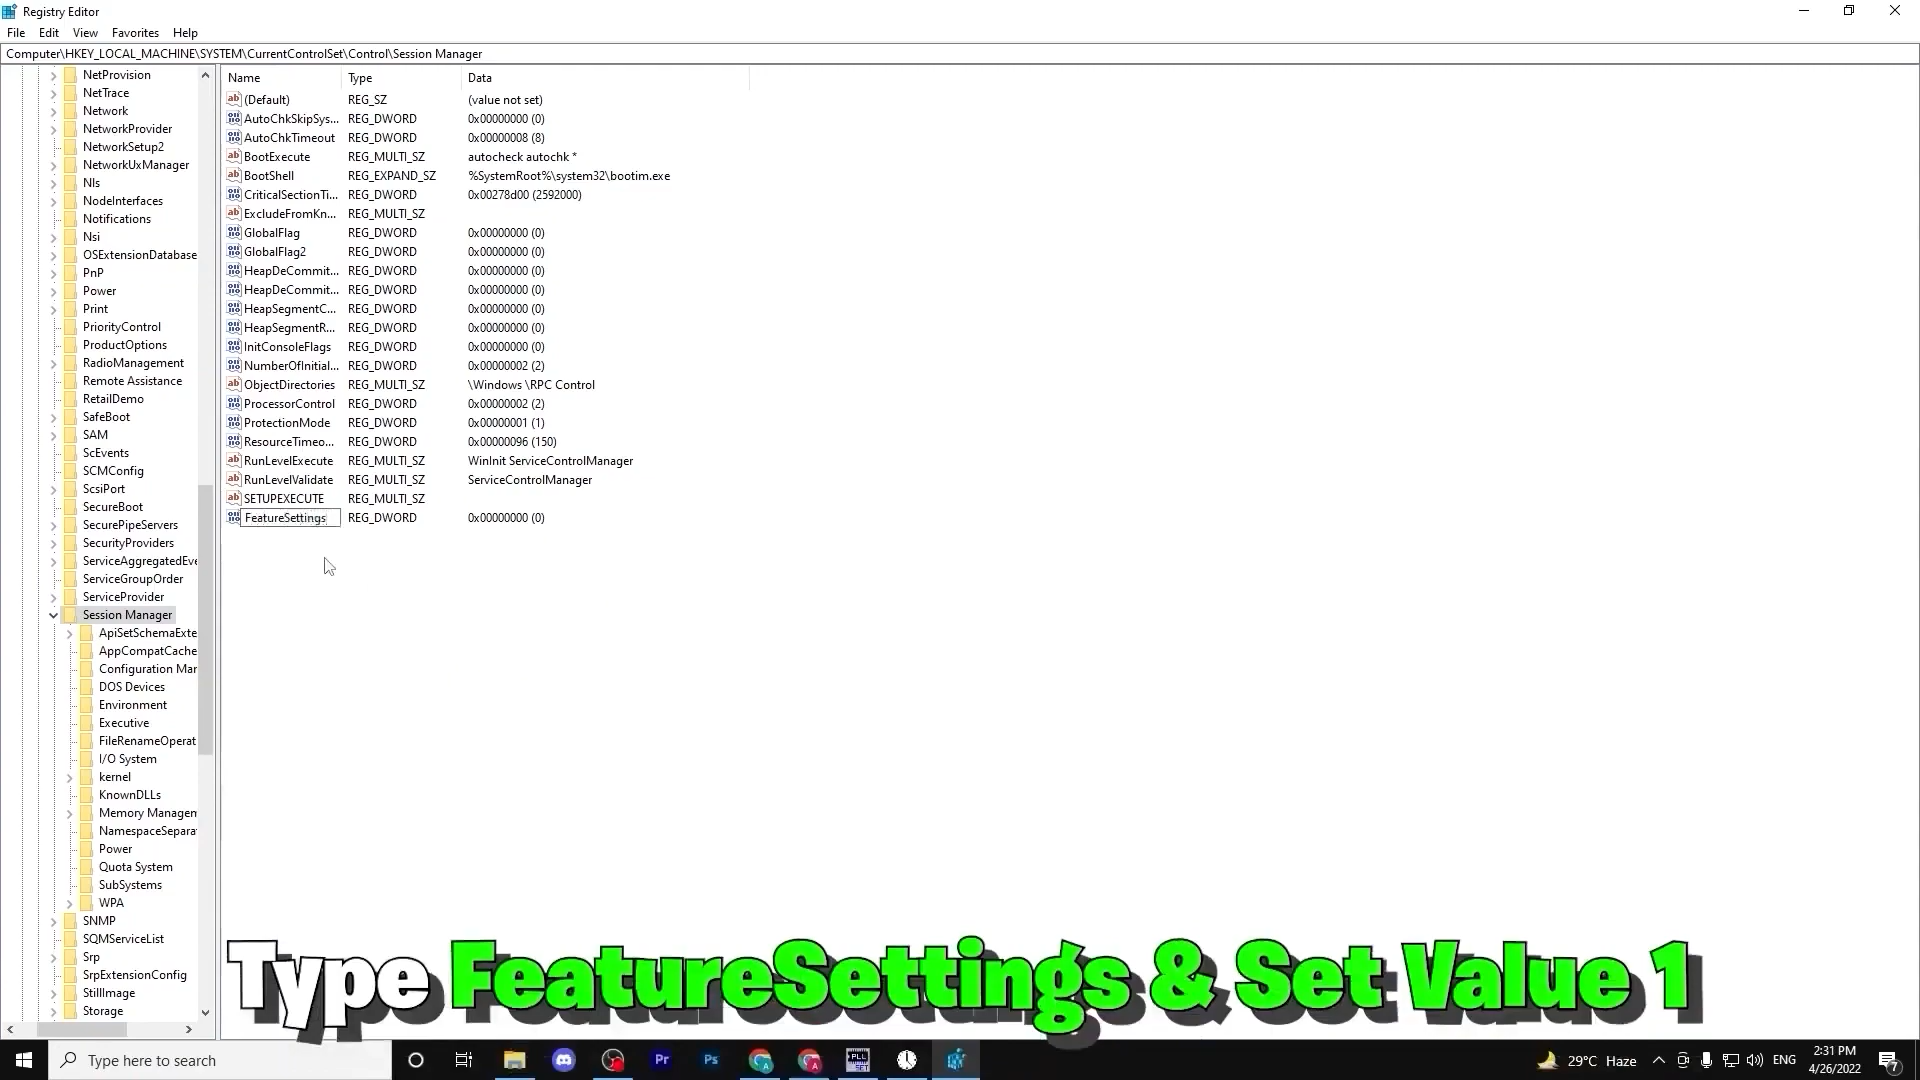 Registry Editor
File Edit View Favorites Help
Computer\HKEY_LOCAL_MACHINE\SYSTEM\CurrentControlSet\Control\Session Manager
NetProvision
NetTrace
Network
NetworkProvider
NetworkSetup2
NetworkUxManager
Nls
NodeInterfaces
Notifications
Nsi
OSExtensionDatabase
PnP
Power
Print
PriorityControl
ProductOptions
RadioManagement
Remote Assistance
RetailDemo
SafeBoot
SAM
ScEvents
SCMConfig
ScsiPort
SecureBoot
SecurePipeServers
SecurityProviders
ServiceAggregatedEve
ServiceGroupOrder
ServiceProvider
Session Manager
ApiSetSchemaExte
AppCompatCache
Configuration Mar
DOS Devices
Environment
Executive
FileRenameOperat
I/O System
kernel
KnownDLLs
Memory Managem
NamespaceSeparat
Power
Quota System
SubSystems
WPA
SNMP
SQMServiceList
Srp
SrpExtensionConfig
StillImage
Storage
Name Type Data
(Default) REG_SZ (value not set)
AutoChkSkipSys... REG_DWORD 0x00000000 (0)
AutoChkTimeout REG_DWORD 0x00000008 (8)
BootExecute REG_MULTI_SZ autocheck autochk *
BootShell REG_EXPAND_SZ %SystemRoot%\system32\bootim.exe
CriticalSectionTi... REG_DWORD 0x00278d00 (2592000)
ExcludeFromKn... REG_MULTI_SZ
GlobalFlag REG_DWORD 0x00000000 (0)
GlobalFlag2 REG_DWORD 0x00000000 (0)
HeapDeCommit... REG_DWORD 0x00000000 (0)
HeapDeCommit... REG_DWORD 0x00000000 (0)
HeapSegmentC... REG_DWORD 0x00000000 (0)
HeapSegmentR... REG_DWORD 0x00000000 (0)
InitConsoleFlags REG_DWORD 0x00000000 (0)
NumberOfInitial... REG_DWORD 0x00000002 (2)
ObjectDirectories REG_MULTI_SZ \Windows \RPC Control
ProcessorControl REG_DWORD 0x00000002 (2)
ProtectionMode REG_DWORD 0x00000001 (1)
ResourceTimeo... REG_DWORD 0x00000096 (150)
RunLevelExecute REG_MULTI_SZ WinInit ServiceControlManager
RunLevelValidate REG_MULTI_SZ ServiceControlManager
SETUPEXECUTE REG_MULTI_SZ
FeatureSettings REG_DWORD 0x00000000 (0)
Type FeatureSettings & Set Value 1
Type here to search
Pr
Ps
A
A
PLL
SET
29°C Haze
ENG
2:31 PM
4/26/2022
7